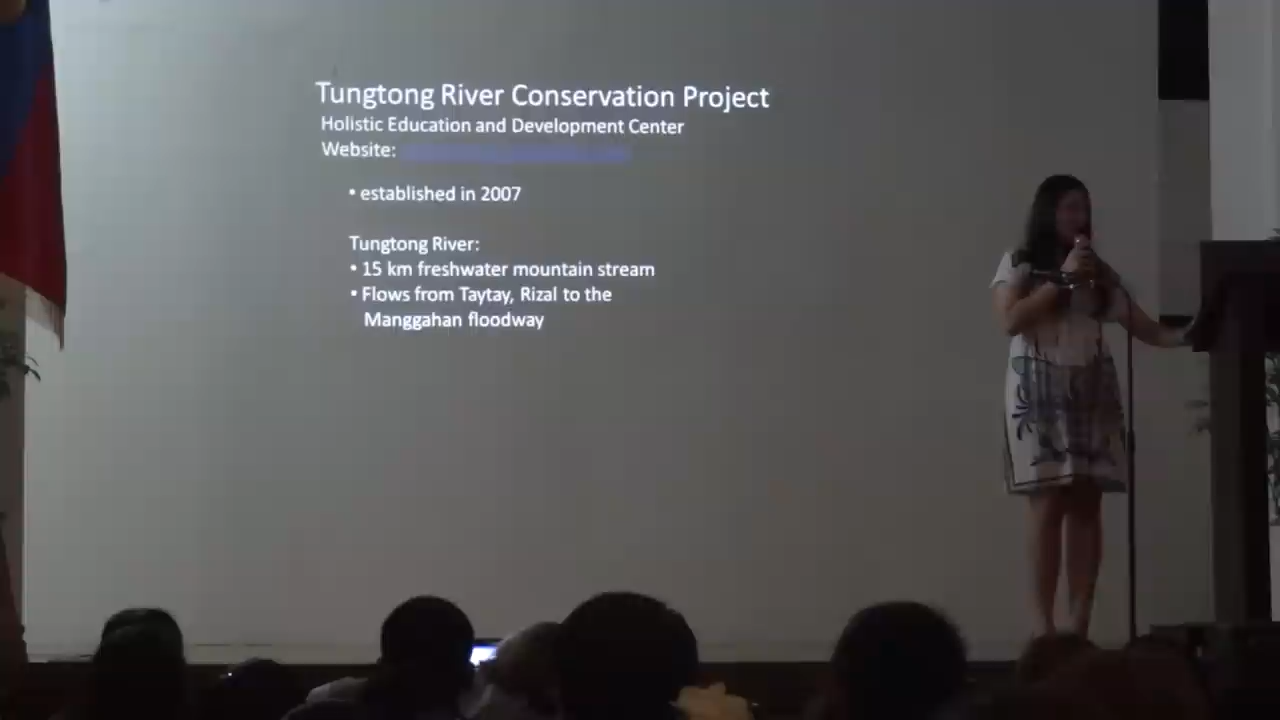 Tungtong River Conservation Project
Holistic Education and Development Center
Website:
• established in 2007
Tungtong River:
• 15 km freshwater mountain stream
• Flows from Taytay, Rizal to the
Manggahan floodway